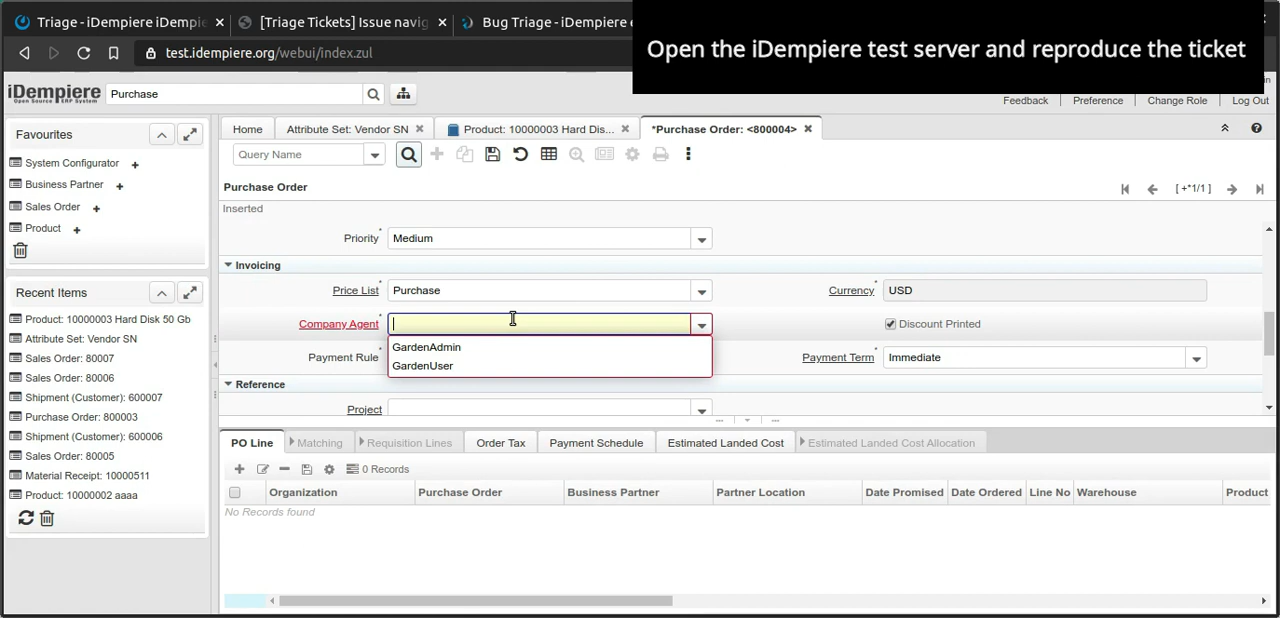 Triage - iDempiere iDempie
[Triage Tickets] Issue navig
Bug Triage - iDempiere e
Open the iDempiere test server and reproduce the ticket
test.idempiere.org/webui/index.zul
iDempiere
Open Source ERP System
Purchase
Feedback
Preference
Change Role
Log Out
Favourites
System Configurator
Business Partner
Sales Order
Product
Recent Items
Product: 10000003 Hard Disk 50 Gb
Attribute Set: Vendor SN
Sales Order: 80007
Sales Order: 80006
Shipment (Customer): 600007
Purchase Order: 800003
Shipment (Customer): 600006
Sales Order: 80005
Material Receipt: 10000511
Product: 10000002 aaaa
Home
Attribute Set: Vendor SN
Product: 10000003 Hard Dis...
*Purchase Order: <800004>
Query Name
Purchase Order
[ +*1/1 ]
Inserted
Priority* Medium
Invoicing
Price List* Purchase
Currency* USD
Company Agent*
Discount Printed
GardenAdmin
GardenUser
Payment Rule
Payment Term* Immediate
Reference
Project
PO Line
Matching
Requisition Lines
Order Tax
Payment Schedule
Estimated Landed Cost
Estimated Landed Cost Allocation
0 Records
Organization Purchase Order Business Partner Partner Location Date Promised Date Ordered Line No Warehouse Product
No Records found